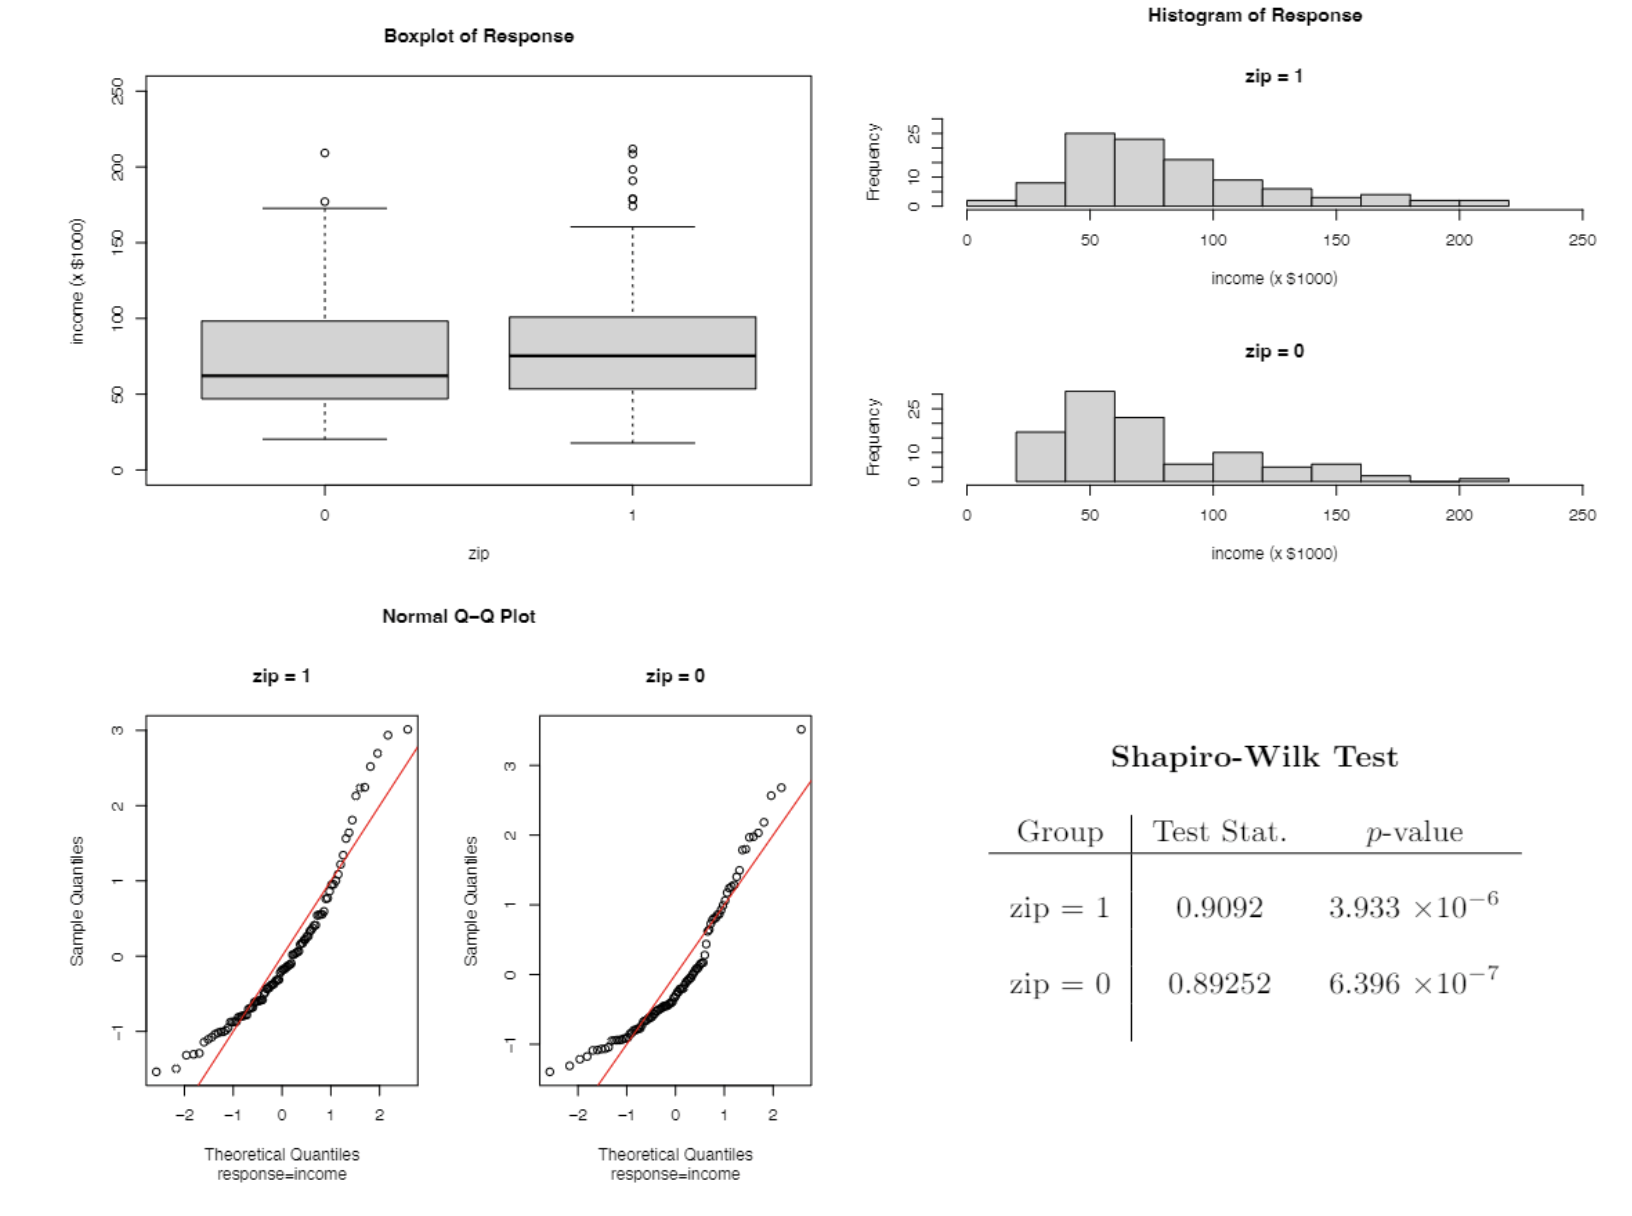 Boxplot of Response
income (x $1000)
0
50
100
150
200
250
0 1
zip
Histogram of Response
zip = 1
Frequency
0 10 25
0 50 100 150 200 250
income (x $1000)
zip = 0
Frequency
0 10 25
0 50 100 150 200 250
income (x $1000)
Normal Q–Q Plot
zip = 1
Sample Quantiles
−1 0 1 2 3
−2 −1 0 1 2
Theoretical Quantiles
response=income
zip = 0
Sample Quantiles
−1 0 1 2 3
−2 −1 0 1 2
Theoretical Quantiles
response=income
Shapiro-Wilk Test
Group Test Stat. p-value
zip = 1 0.9092 3.933 ×10⁻⁶
zip = 0 0.89252 6.396 ×10⁻⁷